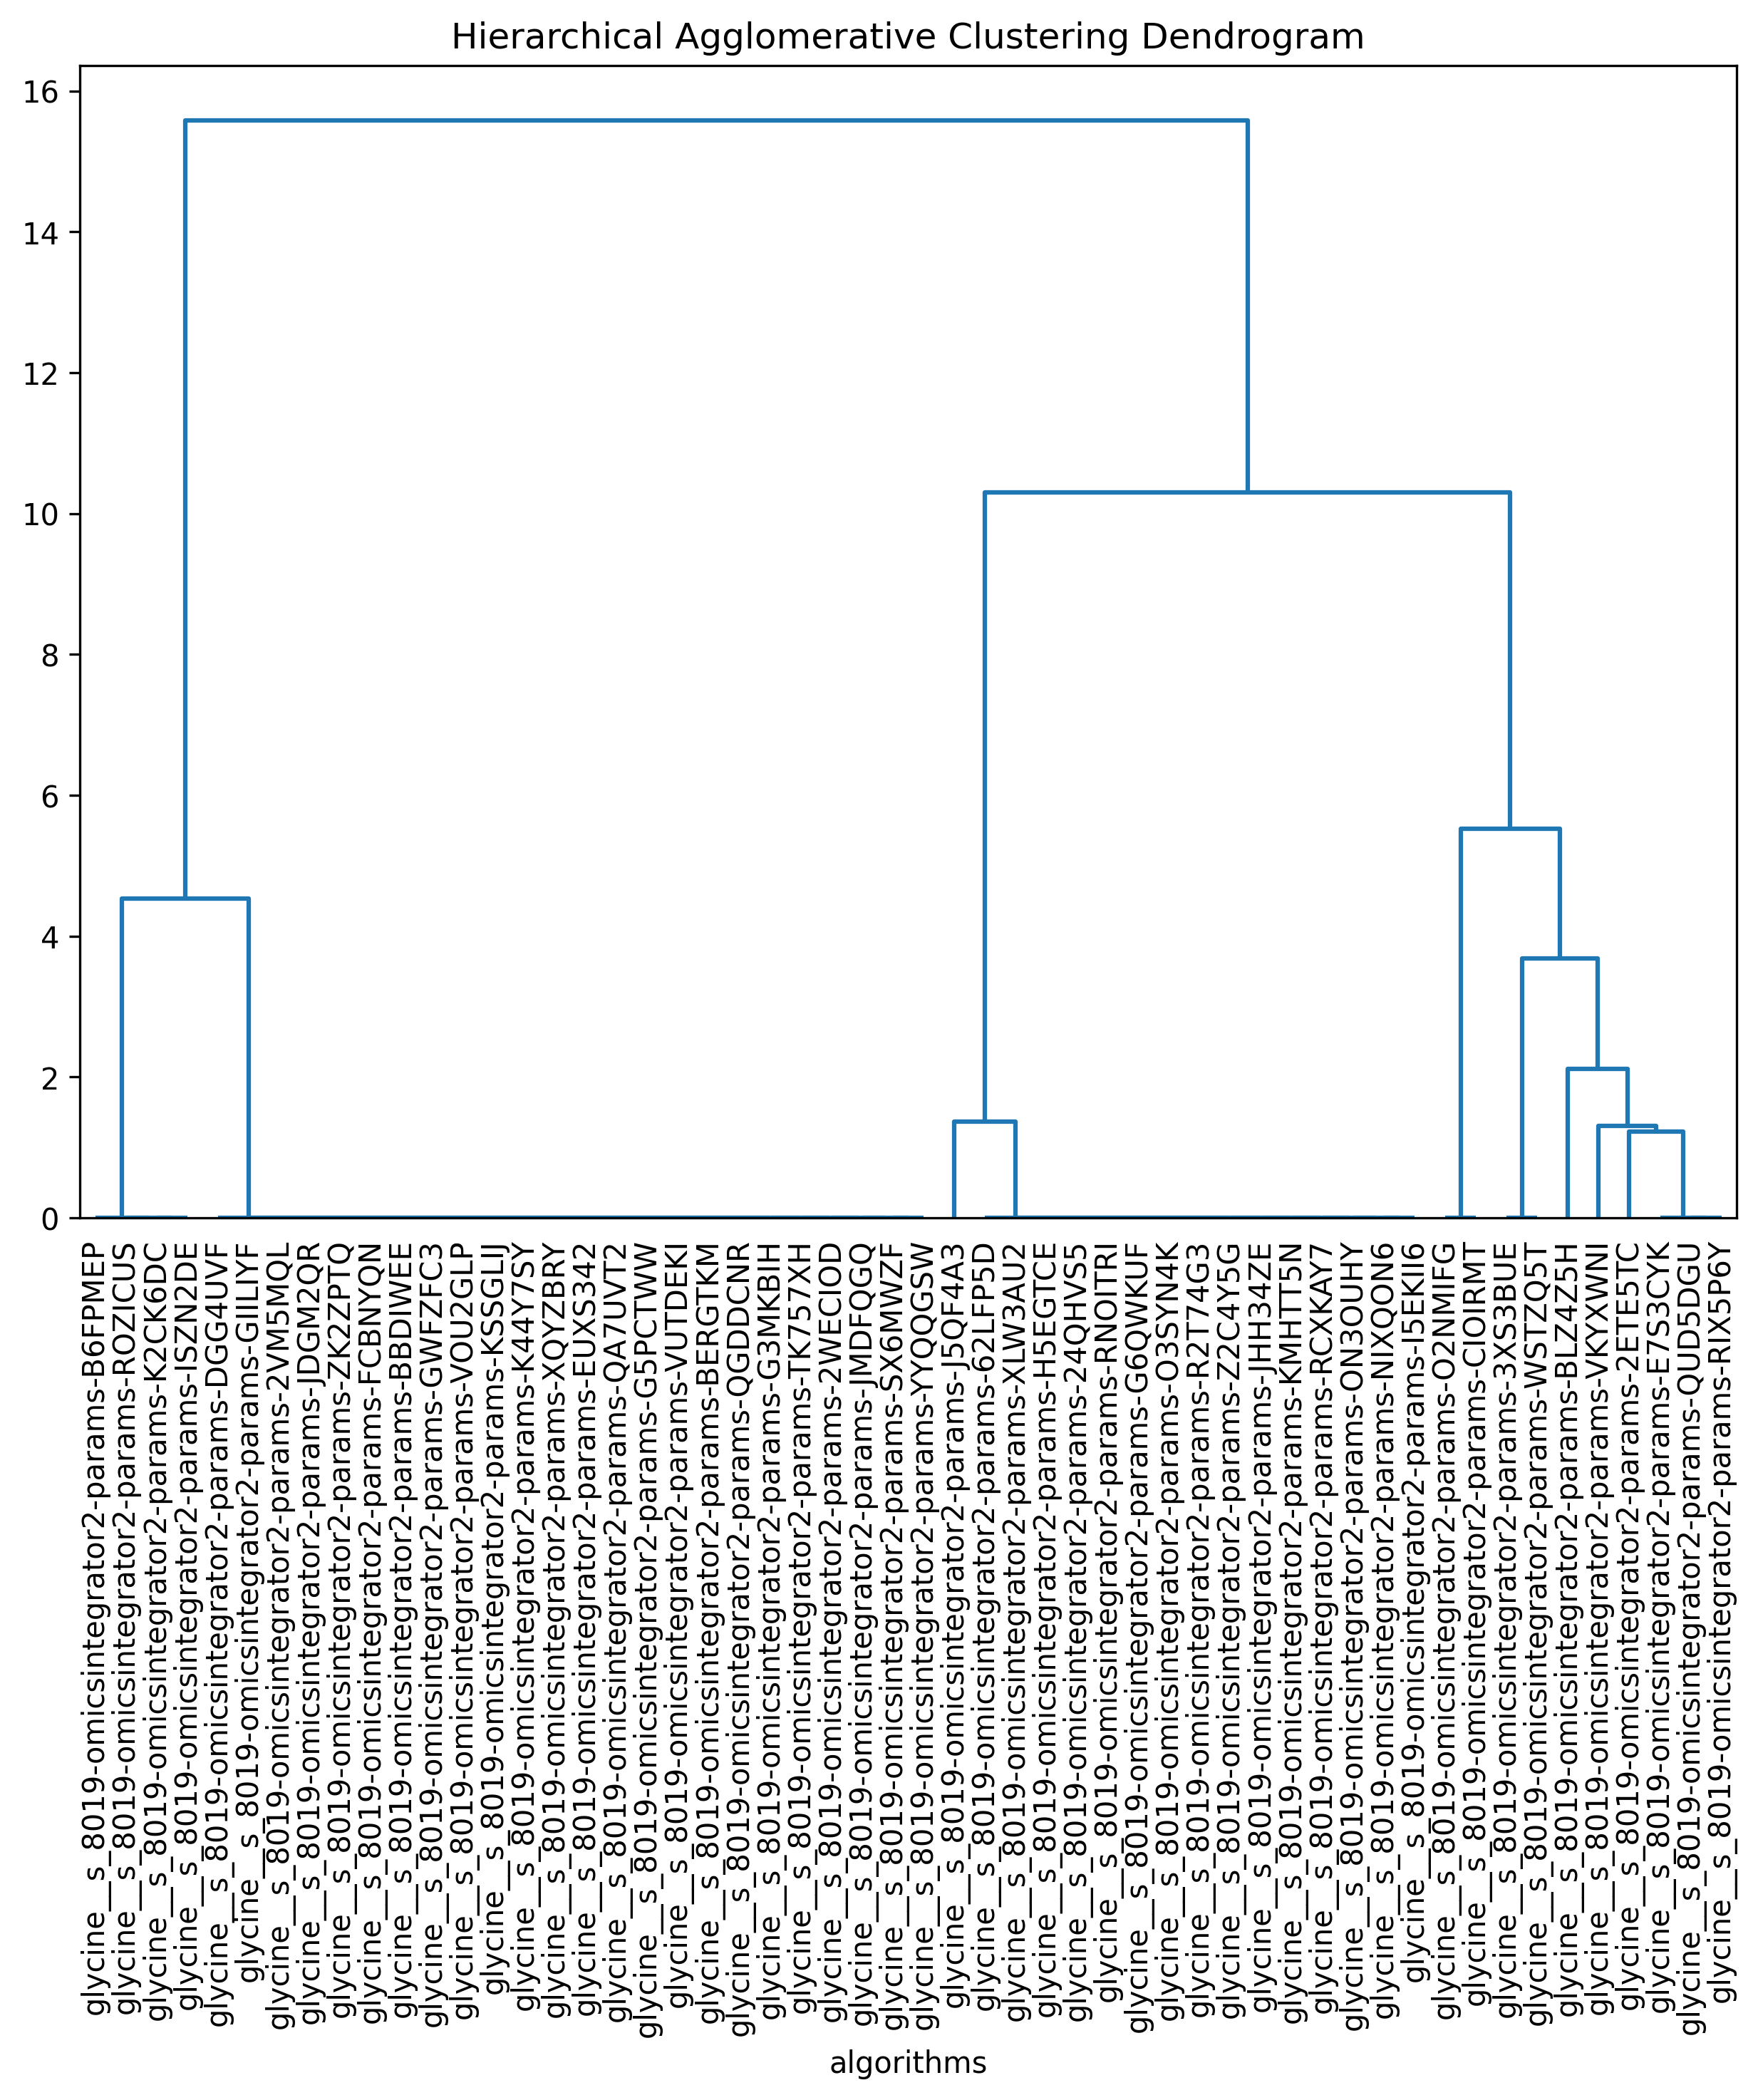 Hierarchical Agglomerative Clustering Dendrogram
16
14
12
10
8
6
4
2
0
glycine__s_8019-omicsintegrator2-params-B6FPMEP
glycine__s_8019-omicsintegrator2-params-ROZICUS
glycine__s_8019-omicsintegrator2-params-K2CK6DC
glycine__s_8019-omicsintegrator2-params-ISZN2DE
glycine__s_8019-omicsintegrator2-params-DGG4UVF
glycine__s_8019-omicsintegrator2-params-GIILIYF
glycine__s_8019-omicsintegrator2-params-2VM5MQL
glycine__s_8019-omicsintegrator2-params-JDGM2QR
glycine__s_8019-omicsintegrator2-params-ZK2ZPTQ
glycine__s_8019-omicsintegrator2-params-FCBNYQN
glycine__s_8019-omicsintegrator2-params-BBDIWEE
glycine__s_8019-omicsintegrator2-params-GWFZFC3
glycine__s_8019-omicsintegrator2-params-VOU2GLP
glycine__s_8019-omicsintegrator2-params-KSSGLIJ
glycine__s_8019-omicsintegrator2-params-K44Y7SY
glycine__s_8019-omicsintegrator2-params-XQYZBRY
glycine__s_8019-omicsintegrator2-params-EUXS342
glycine__s_8019-omicsintegrator2-params-QA7UVT2
glycine__s_8019-omicsintegrator2-params-G5PCTWW
glycine__s_8019-omicsintegrator2-params-VUTDEKI
glycine__s_8019-omicsintegrator2-params-BERGTKM
glycine__s_8019-omicsintegrator2-params-QGDDCNR
glycine__s_8019-omicsintegrator2-params-G3MKBIH
glycine__s_8019-omicsintegrator2-params-TK757XH
glycine__s_8019-omicsintegrator2-params-2WECIOD
glycine__s_8019-omicsintegrator2-params-JMDFQGQ
glycine__s_8019-omicsintegrator2-params-SX6MWZF
glycine__s_8019-omicsintegrator2-params-YYQQGSW
glycine__s_8019-omicsintegrator2-params-J5QF4A3
glycine__s_8019-omicsintegrator2-params-62LFP5D
glycine__s_8019-omicsintegrator2-params-XLW3AU2
glycine__s_8019-omicsintegrator2-params-H5EGTCE
glycine__s_8019-omicsintegrator2-params-24QHVS5
glycine__s_8019-omicsintegrator2-params-RNOITRI
glycine__s_8019-omicsintegrator2-params-G6QWKUF
glycine__s_8019-omicsintegrator2-params-O3SYN4K
glycine__s_8019-omicsintegrator2-params-R2T74G3
glycine__s_8019-omicsintegrator2-params-Z2C4Y5G
glycine__s_8019-omicsintegrator2-params-JHH34ZE
glycine__s_8019-omicsintegrator2-params-KMHTT5N
glycine__s_8019-omicsintegrator2-params-RCXKAY7
glycine__s_8019-omicsintegrator2-params-ON3OUHY
glycine__s_8019-omicsintegrator2-params-NIXQON6
glycine__s_8019-omicsintegrator2-params-I5EKII6
glycine__s_8019-omicsintegrator2-params-O2NMIFG
glycine__s_8019-omicsintegrator2-params-CIOIRMT
glycine__s_8019-omicsintegrator2-params-3XS3BUE
glycine__s_8019-omicsintegrator2-params-WSTZQ5T
glycine__s_8019-omicsintegrator2-params-BLZ4Z5H
glycine__s_8019-omicsintegrator2-params-VKYXWNI
glycine__s_8019-omicsintegrator2-params-2ETE5TC
glycine__s_8019-omicsintegrator2-params-E7S3CYK
glycine__s_8019-omicsintegrator2-params-QUD5DGU
glycine__s_8019-omicsintegrator2-params-RIX5P6Y
algorithms